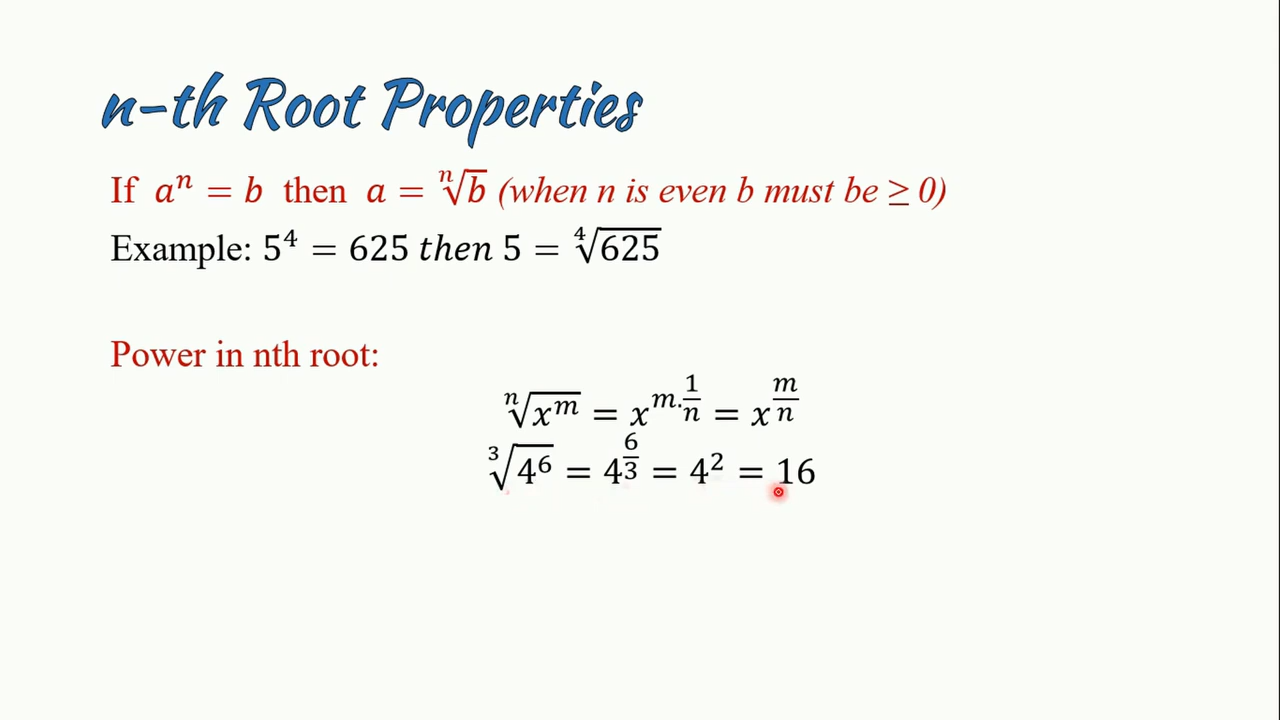 n-th Root Properties
If aⁿ = b then a = ⁿ√b (when n is even b must be ≥ 0)
Example: 5⁴ = 625 then 5 = ⁴√625
Power in nth root:
ⁿ√xᵐ = x^(m.1/n) = x^(m/n)
³√4⁶ = 4^(6/3) = 4² = 16